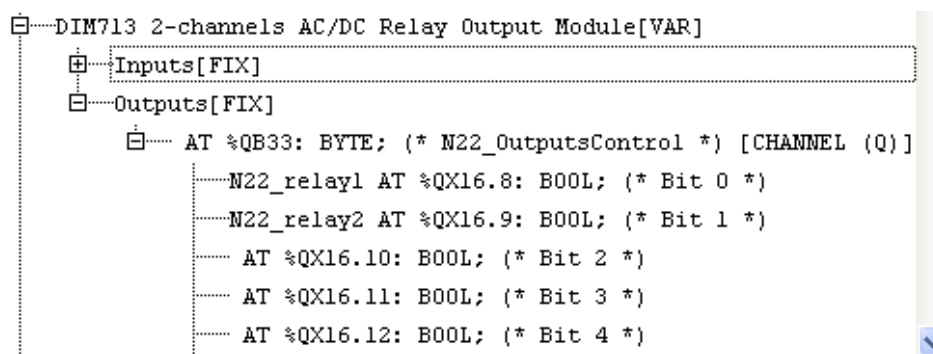 DIM713 2-channels AC/DC Relay Output Module[VAR]
Inputs[FIX]
Outputs[FIX]
AT %QB33: BYTE; (* N22_OutputsControl *) [CHANNEL (Q)]
N22_relay1 AT %QX16.8: BOOL; (* Bit 0 *)
N22_relay2 AT %QX16.9: BOOL; (* Bit 1 *)
AT %QX16.10: BOOL; (* Bit 2 *)
AT %QX16.11: BOOL; (* Bit 3 *)
AT %QX16.12: BOOL; (* Bit 4 *)